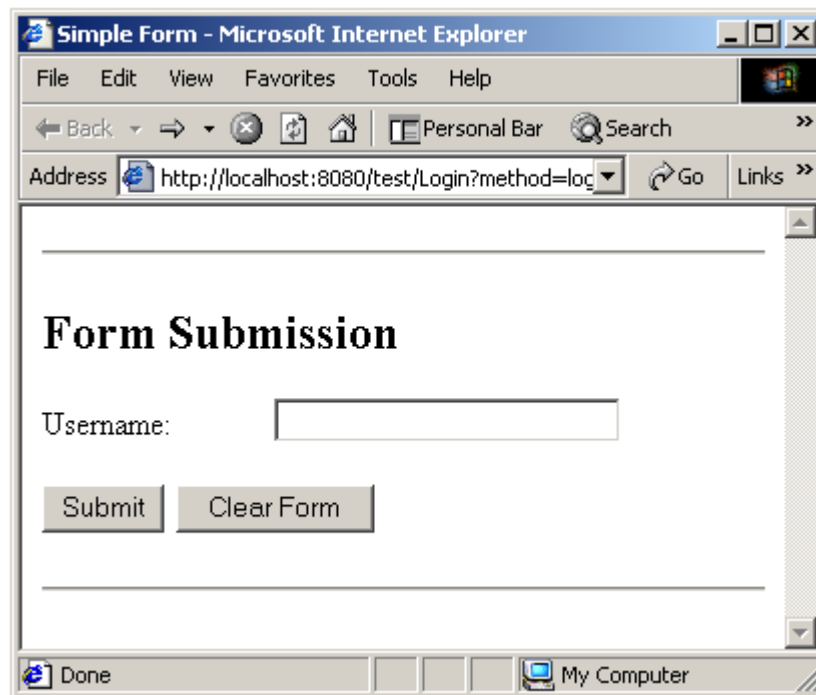 Simple Form - Microsoft Internet Explorer
File Edit View Favorites Tools Help
Back Personal Bar Search »
Address http://localhost:8080/test/Login?method=log Go Links »
Form Submission
Username:
Submit Clear Form
Done My Computer